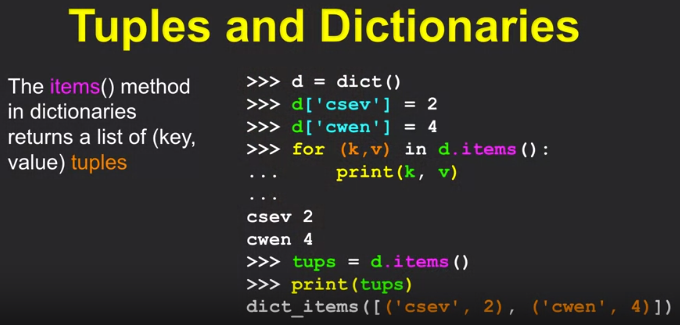 Tuples and Dictionaries
The items() method
in dictionaries
returns a list of (key,
value) tuples
>>> d = dict()
>>> d['csev'] = 2
>>> d['cwen'] = 4
>>> for (k,v) in d.items():
...     print(k, v)
...
csev 2
cwen 4
>>> tups = d.items()
>>> print(tups)
dict_items([('csev', 2), ('cwen', 4)])